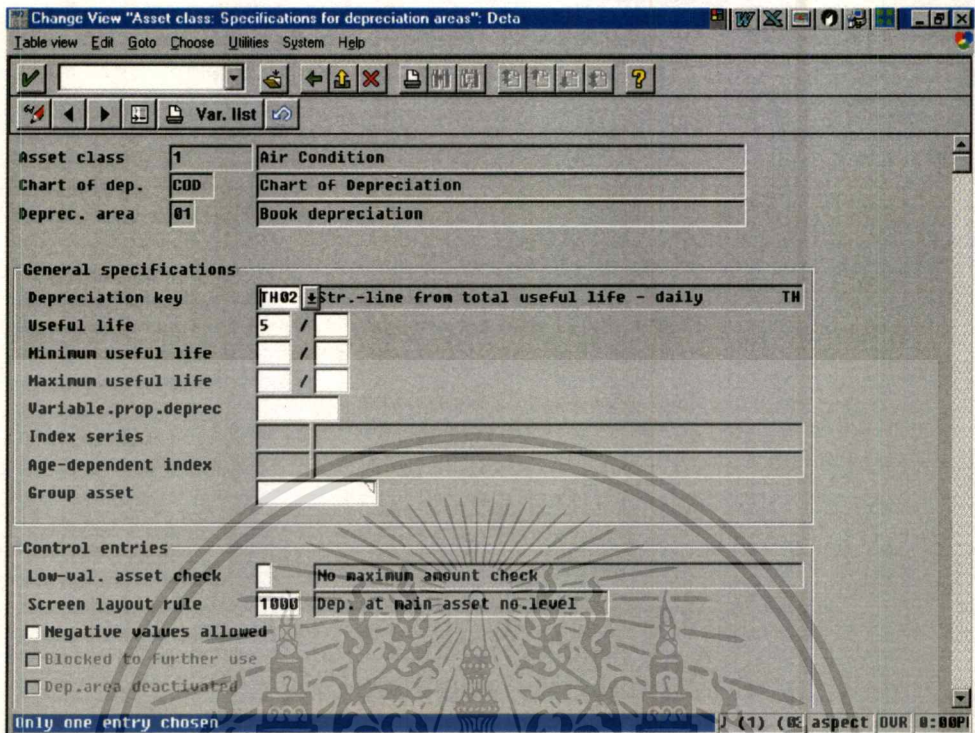 Change View "Asset class: Specifications for depreciation areas": Deta
Table view Edit Goto Choose Utilities System Help
Var. list
Asset class 1 Air Condition
Chart of dep. COD Chart of Depreciation
Deprec. area 01 Book depreciation
General specifications
Depreciation key TH02 Str.-line from total useful life - daily TH
Useful life 5 /
Minimum useful life /
Maximum useful life /
Variable.prop.deprec
Index series
Age-dependent index
Group asset
Control entries
Low-val. asset check No maximum amount check
Screen layout rule 1000 Dep. at main asset no.level
Negative values allowed
Blocked to further use
Dep.area deactivated
Only one entry chosen (1) aspect OVR